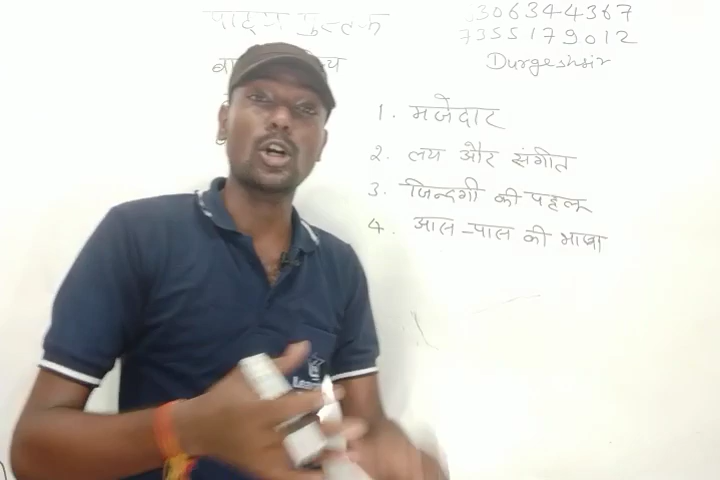 पाठ्य पुस्तक
306344367
7355179012
Durgeshsir
1. मजेदार
2. लय और संगीत
3. जिन्दगी की पहलू
4. आस-पास की भाषा